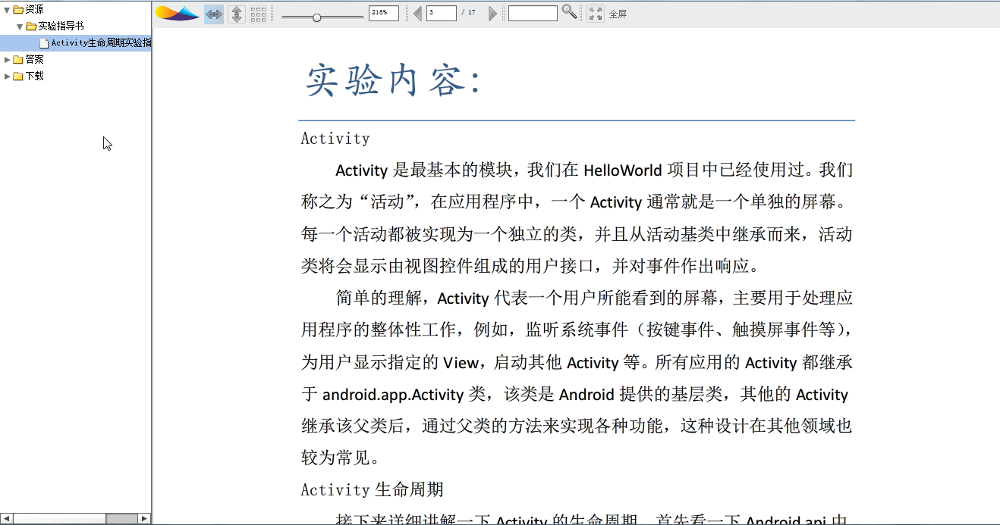 资源
实验指导书
Activity生命周期实验指
答案
下载
216%
3
/ 17
全屏
实验内容：
Activity
Activity 是最基本的模块，我们在 HelloWorld 项目中已经使用过。我们
称之为“活动”，在应用程序中，一个 Activity 通常就是一个单独的屏幕。
每一个活动都被实现为一个独立的类，并且从活动基类中继承而来，活动
类将会显示由视图控件组成的用户接口，并对事件作出响应。
简单的理解，Activity 代表一个用户所能看到的屏幕，主要用于处理应
用程序的整体性工作，例如，监听系统事件（按键事件、触摸屏事件等），
为用户显示指定的 View，启动其他 Activity 等。所有应用的 Activity 都继承
于 android.app.Activity 类，该类是 Android 提供的基层类，其他的 Activity
继承该父类后，通过父类的方法来实现各种功能，这种设计在其他领域也
较为常见。
Activity 生命周期
接下来详细讲解一下 Activity 的生命周期，首先看一下 Android api 中